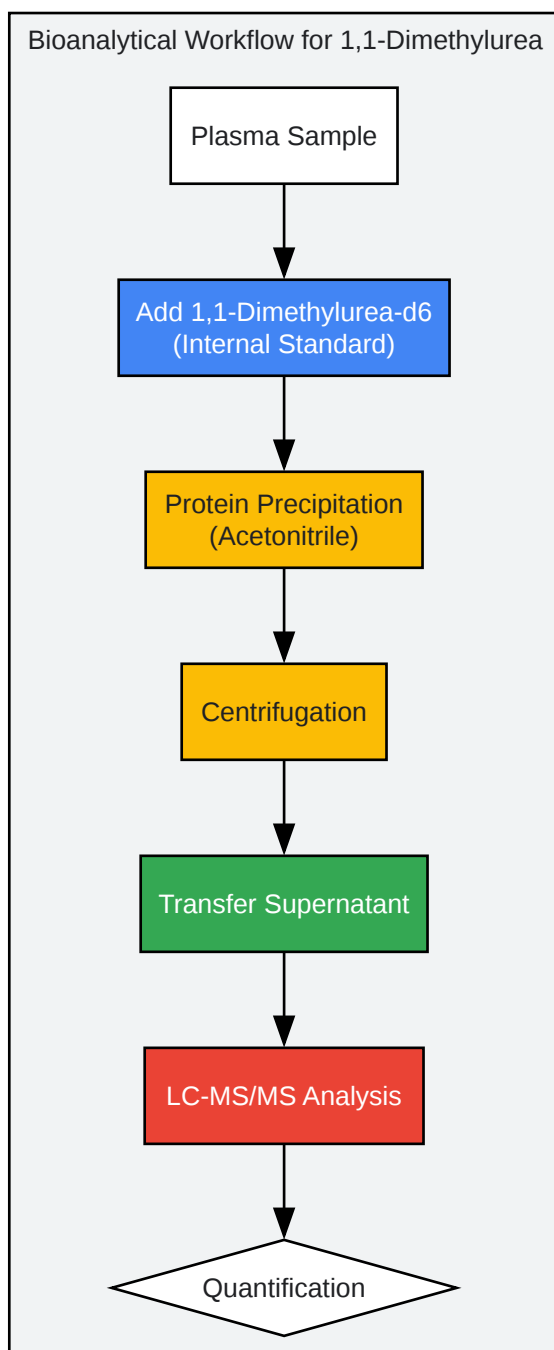 Bioanalytical Workflow for 1,1-Dimethylurea
Plasma Sample
Add 1,1-Dimethylurea-d6
(Internal Standard)
Protein Precipitation
(Acetonitrile)
Centrifugation
Transfer Supernatant
LC-MS/MS Analysis
Quantification